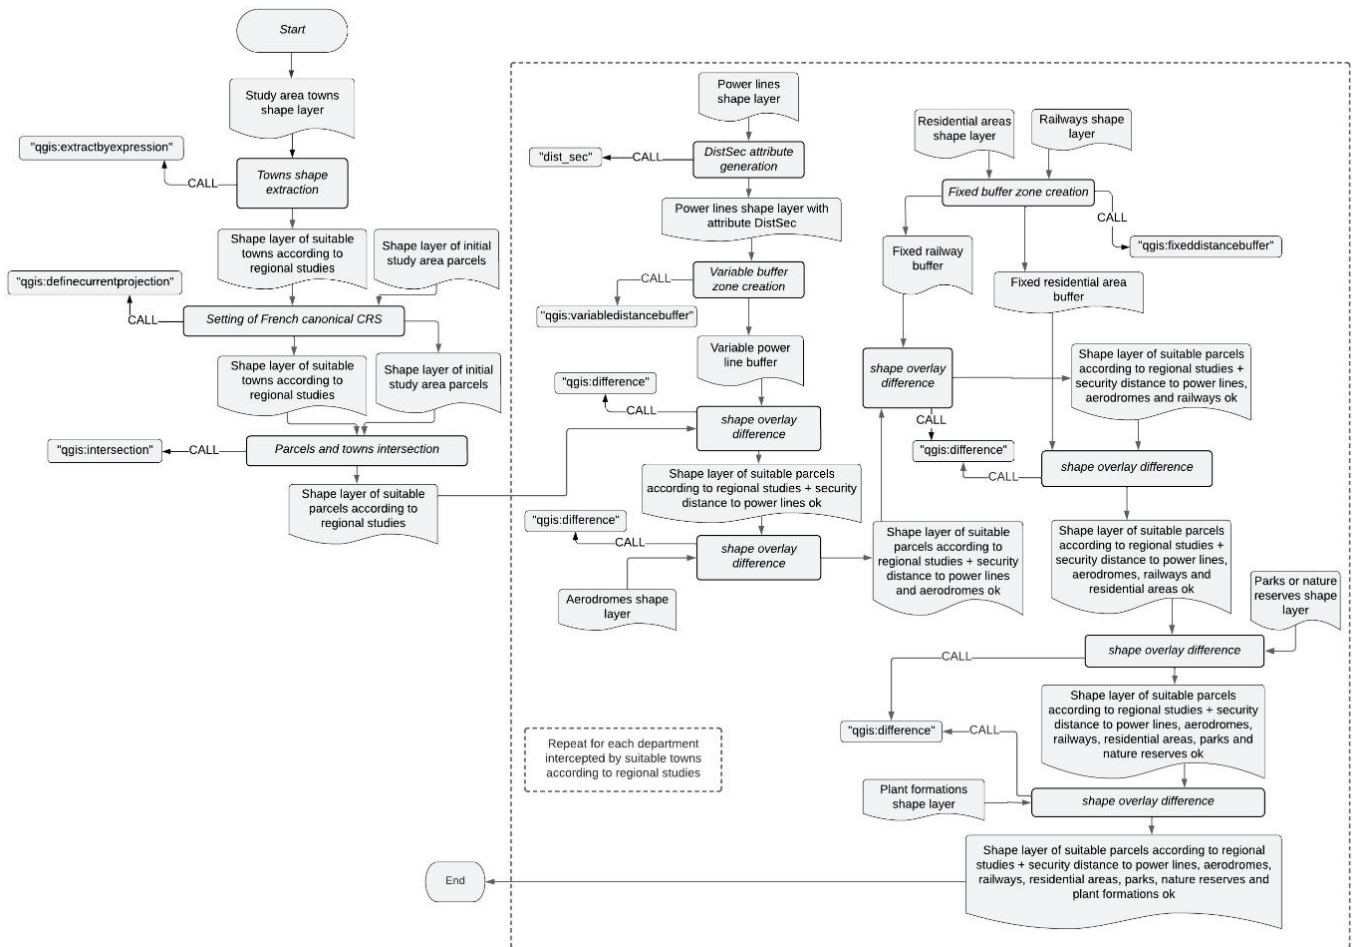 Start
Study area towns
shape layer
"qgis:extractbyexpression"
CALL
Towns shape
extraction
Shape layer of suitable
towns according to
regional studies
Shape layer of initial
study area parcels
"qgis:definecurrentprojection"
CALL
Setting of French canonical CRS
Shape layer of suitable
towns according to
regional studies
Shape layer of initial
study area parcels
"qgis:intersection"
CALL
Parcels and towns intersection
Shape layer of suitable
parcels according to
regional studies
Power lines
shape layer
"dist_sec"
CALL
DistSec attribute
generation
Power lines shape layer with
attribute DistSec
CALL
Variable buffer
zone creation
"qgis:variabledistancebuffer"
Variable power
line buffer
"qgis:difference"
CALL
shape overlay
difference
Shape layer of suitable parcels
according to regional studies + security
distance to power lines ok
"qgis:difference"
CALL
shape overlay
difference
Aerodromes shape
layer
Shape layer of suitable
parcels according to
regional studies + security
distance to power lines
and aerodromes ok
Residential areas
shape layer
Railways shape
layer
Fixed buffer zone creation
CALL
"qgis:fixeddistancebuffer"
Fixed railway
buffer
Fixed residential area
buffer
shape overlay
difference
CALL
"qgis:difference"
Shape layer of suitable parcels
according to regional studies +
security distance to power lines,
aerodromes and railways ok
CALL
shape overlay difference
Shape layer of suitable parcels
according to regional studies +
security distance to power lines,
aerodromes, railways and
residential areas ok
Parks or nature
reserves shape
layer
CALL
shape overlay difference
Shape layer of suitable parcels
according to regional studies + security
distance to power lines, aerodromes,
railways, residential areas, parks and
nature reserves ok
"qgis:difference"
CALL
Plant formations
shape layer
shape overlay difference
Shape layer of suitable parcels according to regional
studies + security distance to power lines, aerodromes,
railways, residential areas, parks, nature reserves and
plant formations ok
Repeat for each department
intercepted by suitable towns
according to regional studies
End